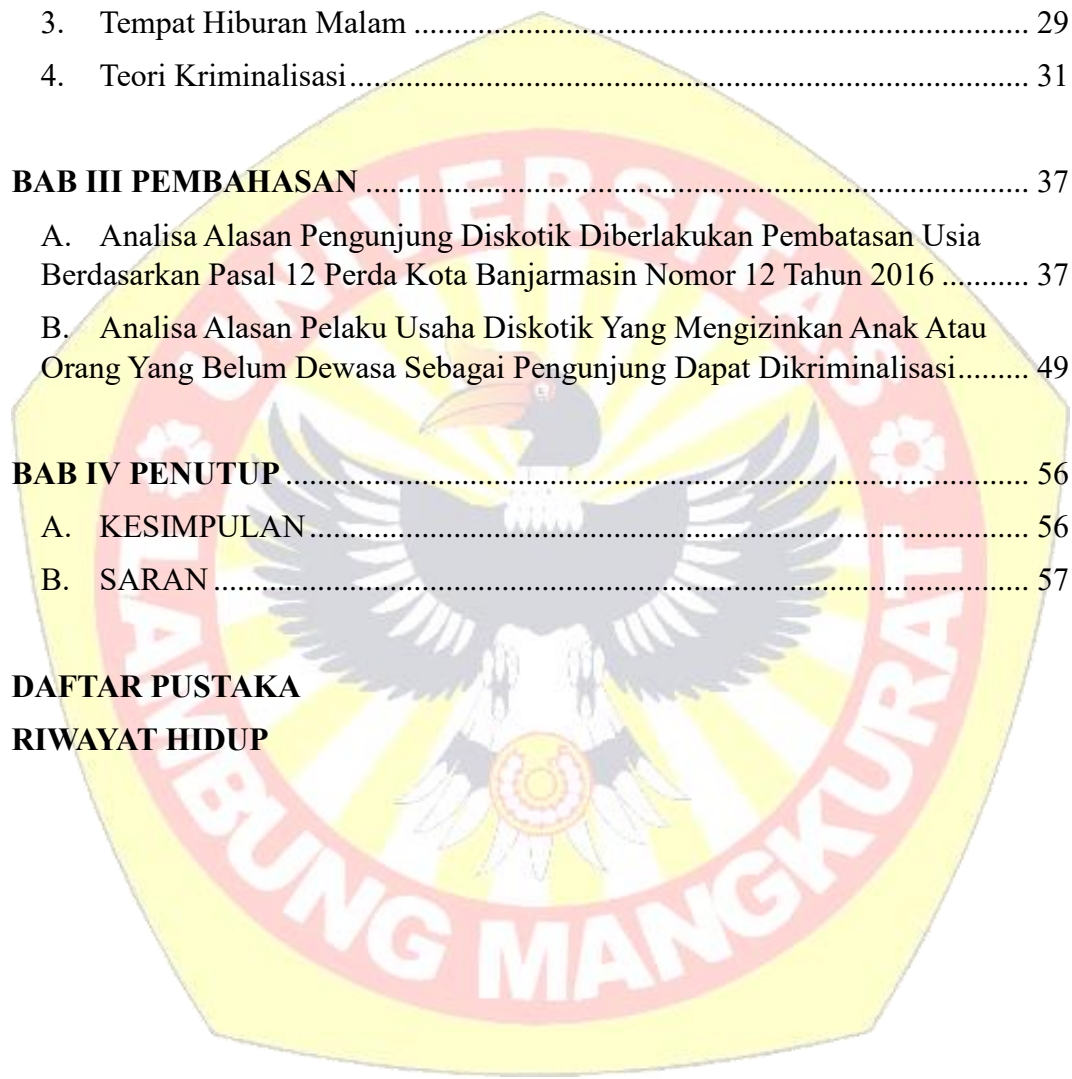 3. Tempat Hiburan Malam ............................................................................. 29
4. Teori Kriminalisasi..................................................................................... 31
BAB III PEMBAHASAN ................................................................................... 37
A. Analisa Alasan Pengunjung Diskotik Diberlakukan Pembatasan Usia
Berdasarkan Pasal 12 Perda Kota Banjarmasin Nomor 12 Tahun 2016 ........... 37
B. Analisa Alasan Pelaku Usaha Diskotik Yang Mengizinkan Anak Atau
Orang Yang Belum Dewasa Sebagai Pengunjung Dapat Dikriminalisasi......... 49
BAB IV PENUTUP ............................................................................................. 56
A. KESIMPULAN .......................................................................................... 56
B. SARAN ...................................................................................................... 57
DAFTAR PUSTAKA
RIWAYAT HIDUP
UNIVERSITAS
LAMBUNG MANGKURAT